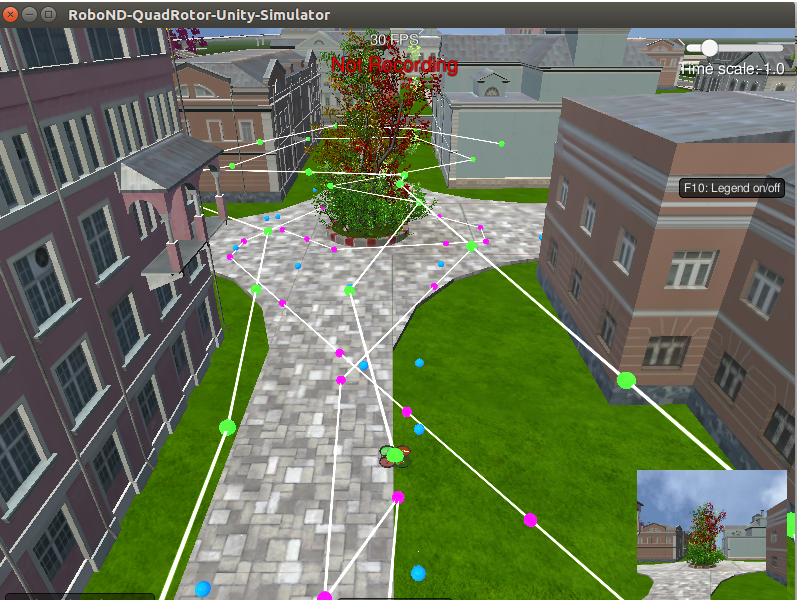 RoboND-QuadRotor-Unity-Simulator
30 FPS
Not Recording
Time scale: 1.0
F10: Legend on/off